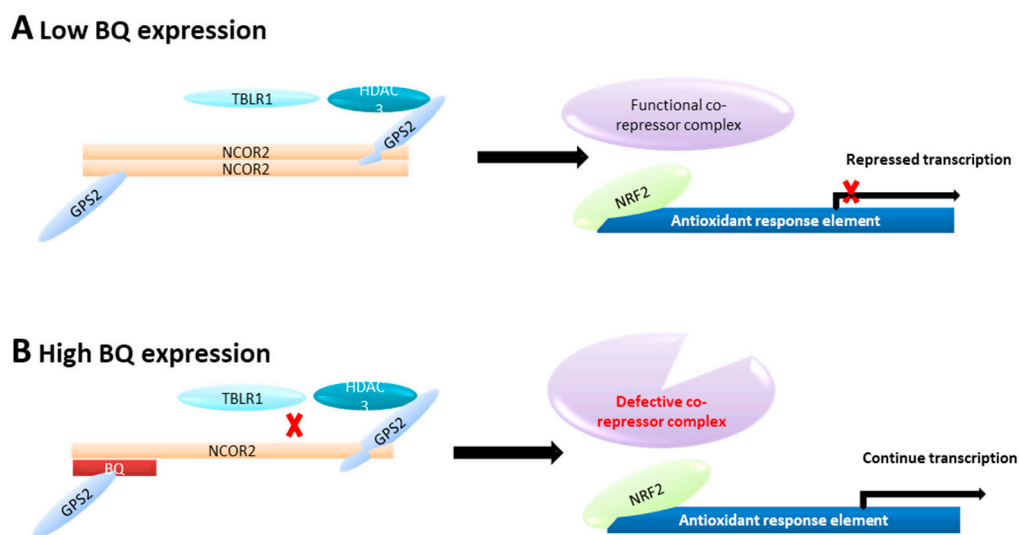 A Low BQ expression
TBLR1
HDAC
3
GPS2
NCOR2
NCOR2
GPS2
Functional co-
repressor complex
Repressed transcription
NRF2
Antioxidant response element
B High BQ expression
TBLR1
HDAC
3
GPS2
NCOR2
BQ
GPS2
Defective co-
repressor complex
Continue transcription
NRF2
Antioxidant response element